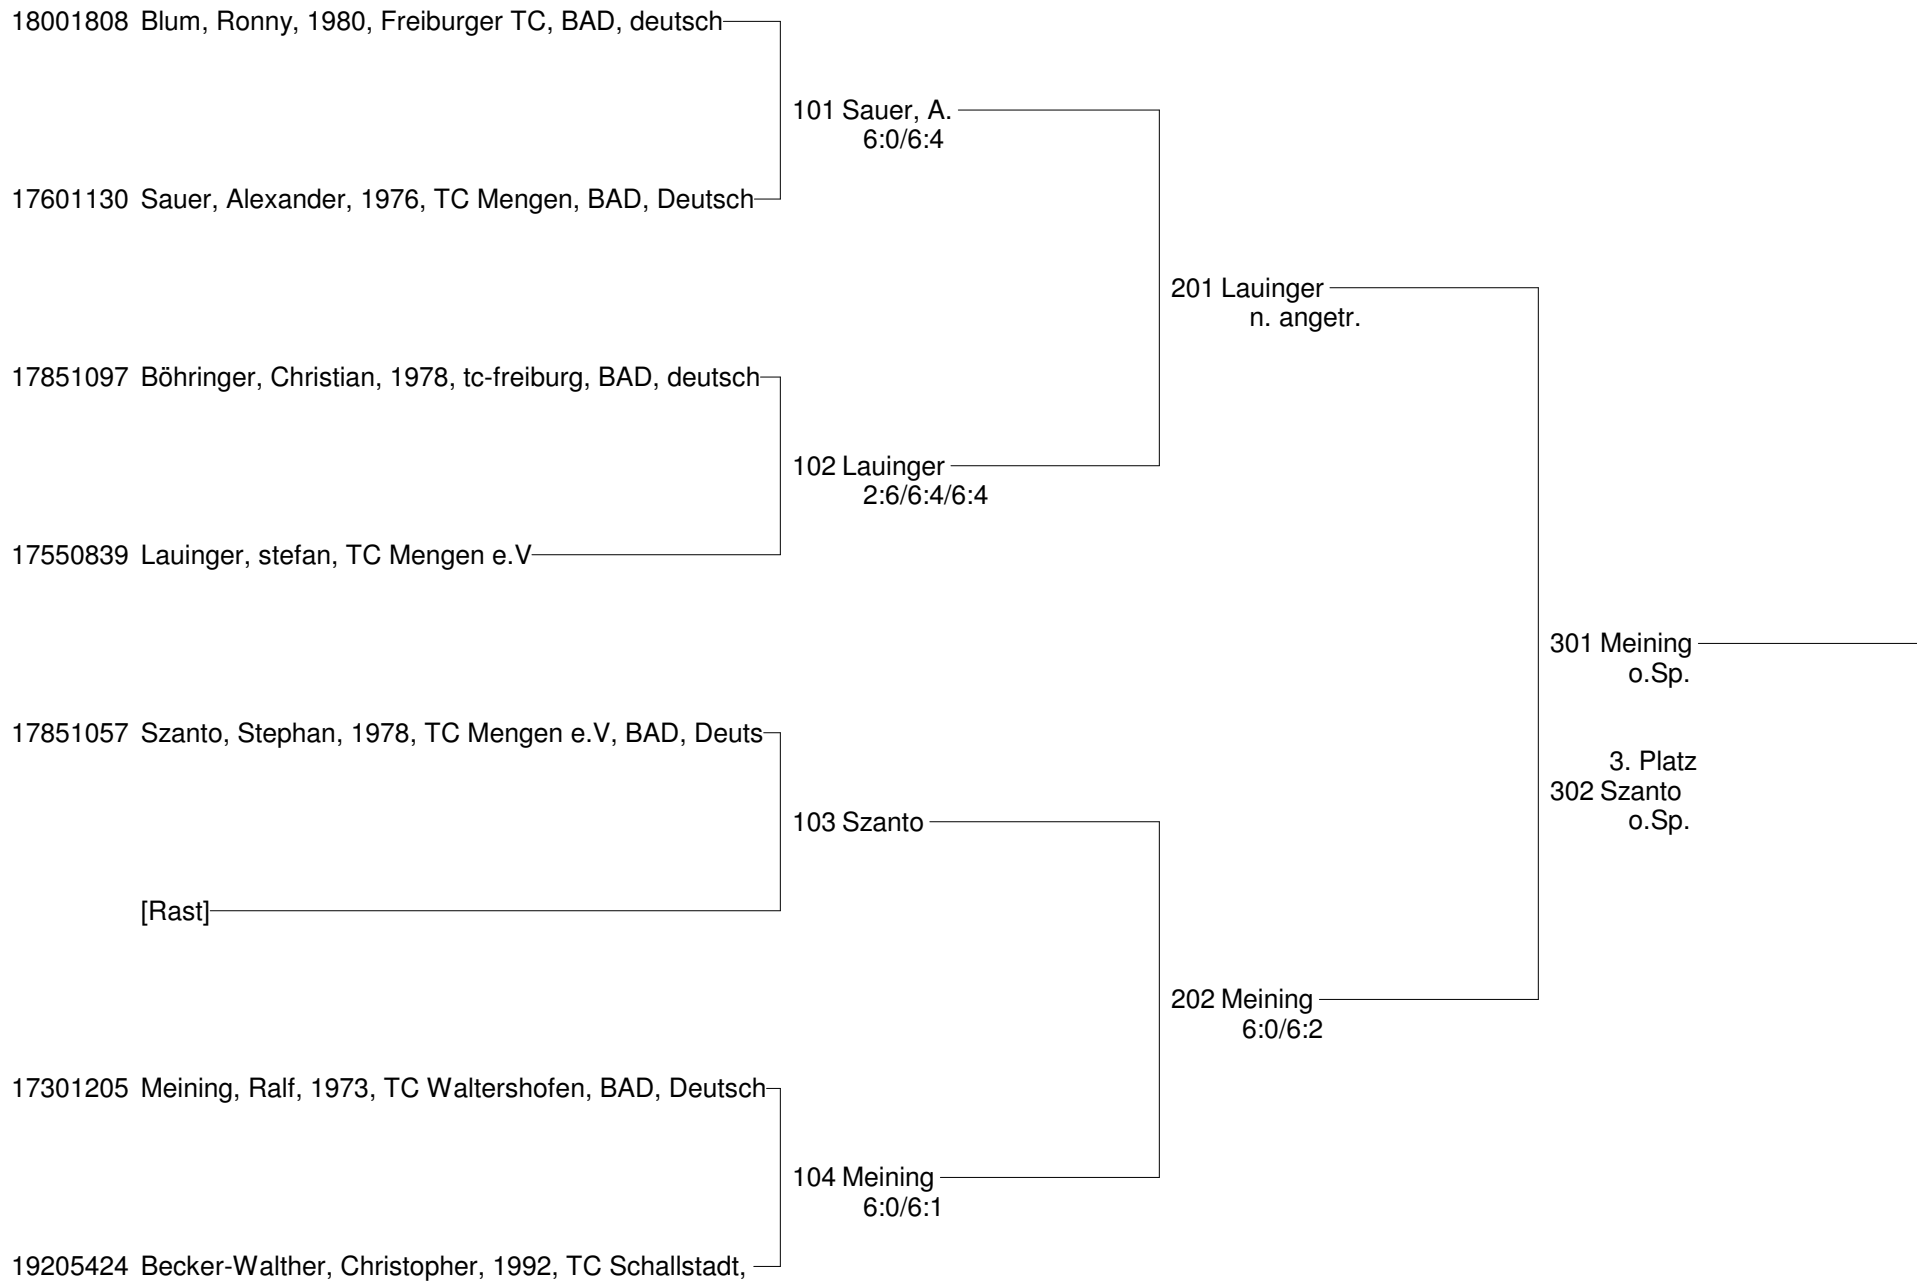 18001808 Blum, Ronny, 1980, Freiburger TC, BAD, deutsch
101 Sauer, A.
6:0/6:4
17601130 Sauer, Alexander, 1976, TC Mengen, BAD, Deutsch
201 Lauinger
n. angetr.
17851097 Böhringer, Christian, 1978, tc-freiburg, BAD, deutsch
102 Lauinger
2:6/6:4/6:4
17550839 Lauinger, stefan, TC Mengen e.V
301 Meining
o.Sp.
17851057 Szanto, Stephan, 1978, TC Mengen e.V, BAD, Deuts
3. Platz
302 Szanto
o.Sp.
103 Szanto
[Rast]
202 Meining
6:0/6:2
17301205 Meining, Ralf, 1973, TC Waltershofen, BAD, Deutsch
104 Meining
6:0/6:1
19205424 Becker-Walther, Christopher, 1992, TC Schallstadt,